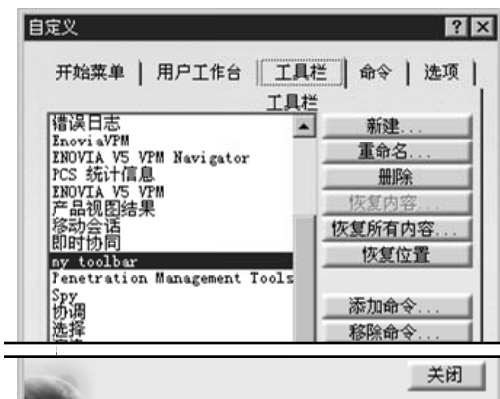 自定义
开始菜单
用户工作台
工具栏
命令
选项
工具栏
错误日志
EnoviaVPM
ENOVIA V5 VPM Navigator
PCS 统计信息
ENOVIA V5 VPM
产品视图结果
移动会话
即时协同
my toolbar
Penetration Management Tools
Spy
协调
选择
新建...
重命名...
删除
恢复内容...
恢复所有内容...
恢复位置
添加命令...
移除命令...
关闭